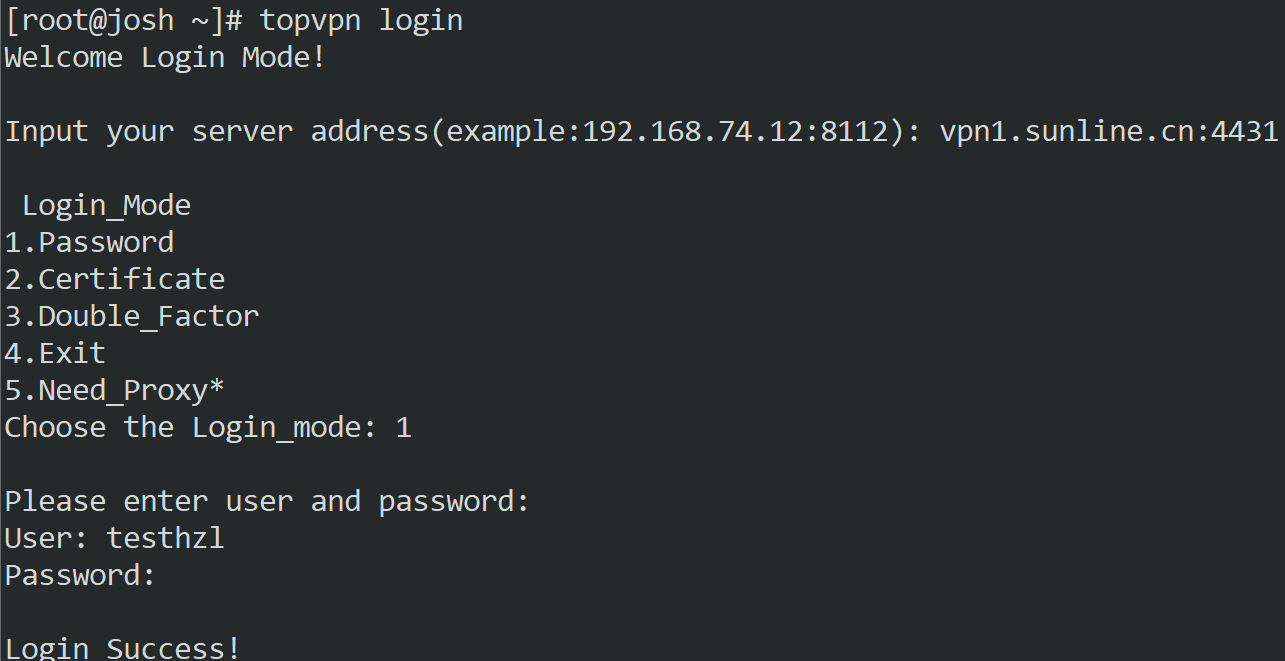 [root@josh ~]# topvpn login
Welcome Login Mode!
Input your server address(example:192.168.74.12:8112): vpn1.sunline.cn:4431
Login_Mode
1.Password
2.Certificate
3.Double_Factor
4.Exit
5.Need_Proxy*
Choose the Login_mode: 1
Please enter user and password:
User: testhzl
Password:
Login Success!